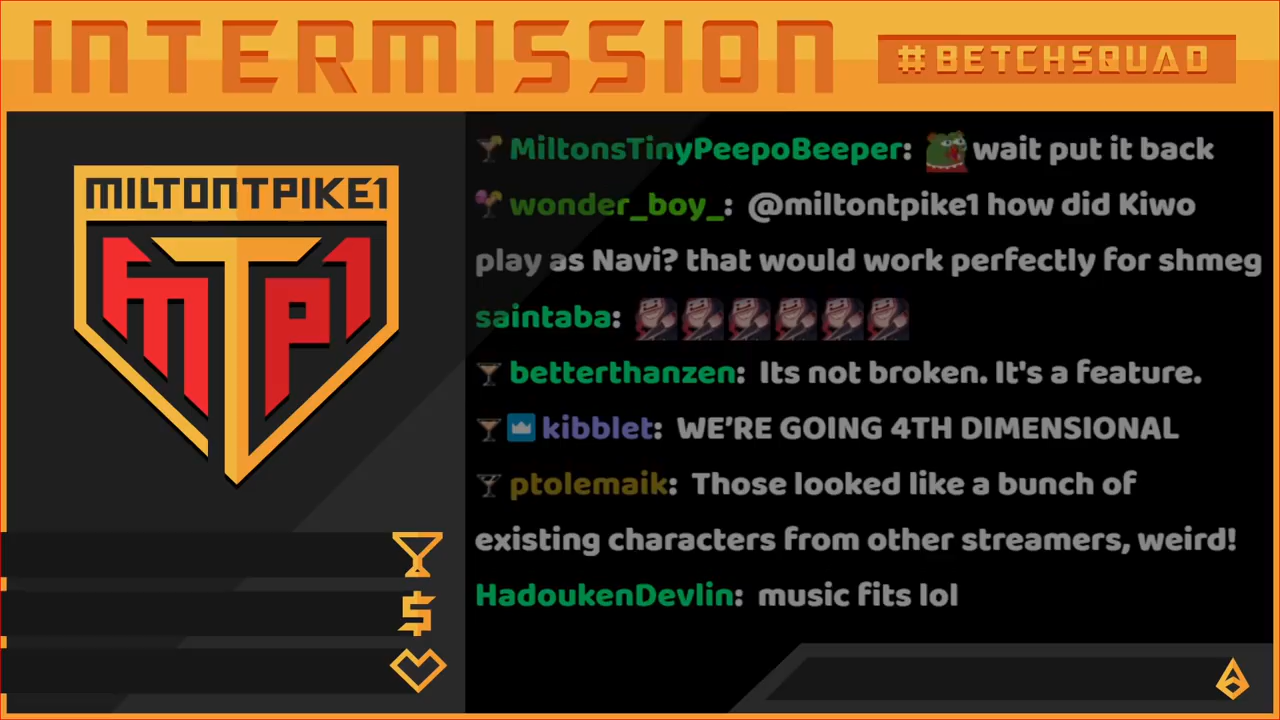 INTERMISSION
#BETCHSQUAD
MILTONTPIKE1
MTP1
MiltonsTinyPeepoBeeper: wait put it back
wonder_boy_: @miltontpike1 how did Kiwo
play as Navi? that would work perfectly for shmeg
saintaba:
betterthanzen: Its not broken. It's a feature.
kibblet: WE'RE GOING 4TH DIMENSIONAL
ptolemaik: Those looked like a bunch of
existing characters from other streamers, weird!
HadoukenDevlin: music fits lol
$